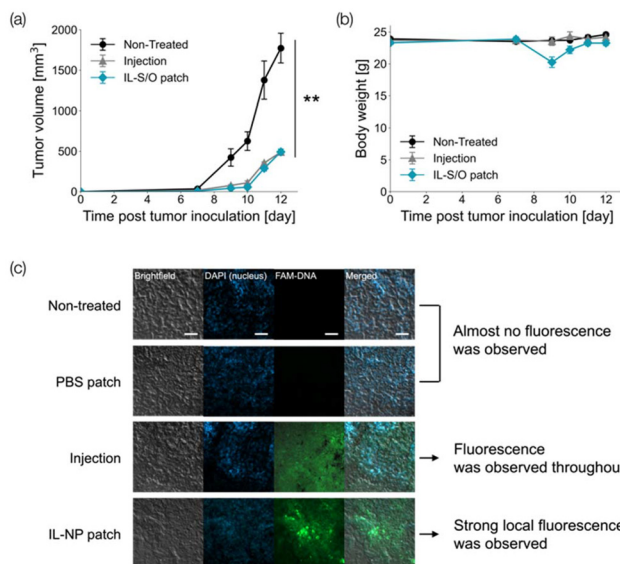 (a)
2000
1500
1000
500
0
Tumor volume [mm³]
Non-Treated
Injection
IL-S/O patch
**
0 2 4 6 8 10 12
Time post tumor inoculation [day]
(b)
25
20
15
10
5
0
Body weight [g]
Non-Treated
Injection
IL-S/O patch
0 2 4 6 8 10 12
Time post tumor inoculation [day]
(c)
Brightfield DAPI (nucleus) FAM-DNA Merged
Non-treated
PBS patch
Almost no fluorescence
was observed
Injection
Fluorescence
was observed throughou
IL-NP patch
Strong local fluorescence
was observed